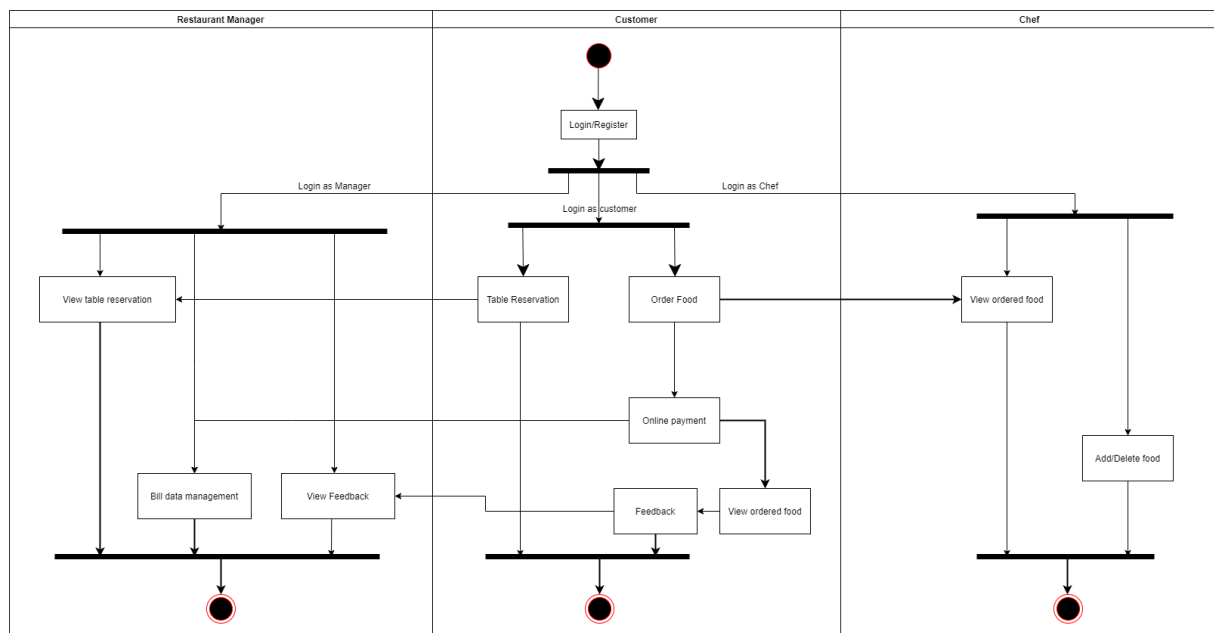 Restaurant Manager
Customer
Chef
Login/Register
Login as Manager
Login as Chef
Login as customer
View table reservation
Table Reservation
Order Food
View ordered food
Online payment
Add/Delete food
Bill data management
View Feedback
Feedback
View ordered food